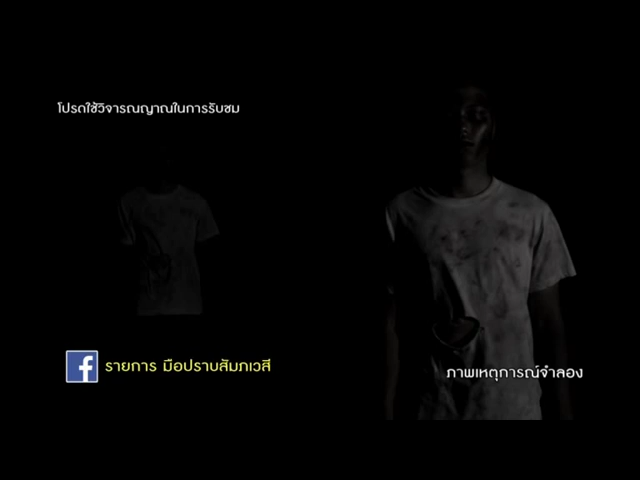 โปรดใช้วิจารณญาณในการรับชม
รายการ มือปราบสัมภเวสี
ภาพเหตุการณ์จำลอง